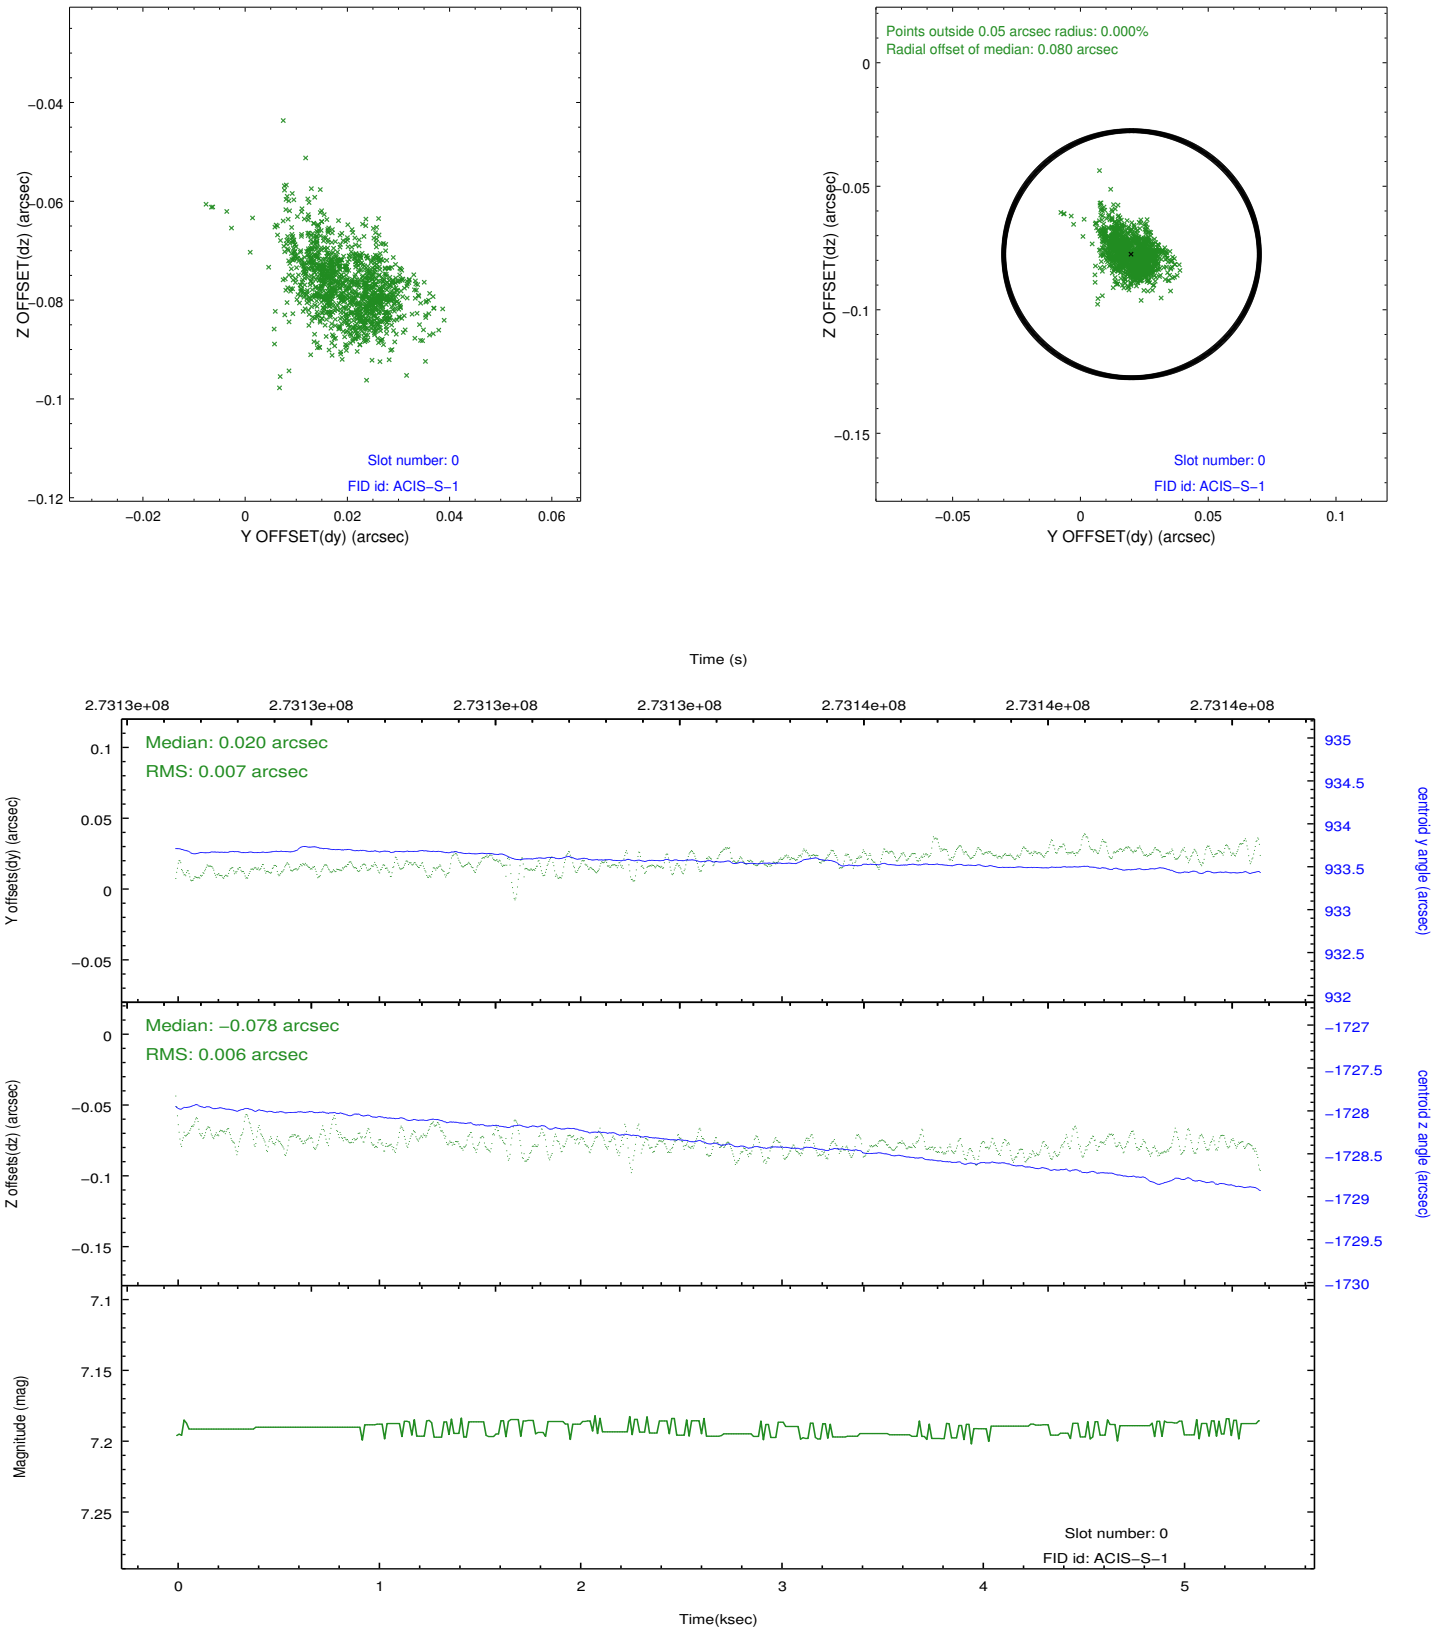 −0.04
−0.06
−0.08
−0.1
−0.12
Z OFFSET(dz) (arcsec)
Slot number: 0
FID id: ACIS−S−1
−0.02
0
0.02
0.04
0.06
Y OFFSET(dy) (arcsec)
Points outside 0.05 arcsec radius: 0.000%
Radial offset of median: 0.080 arcsec
0
−0.05
−0.1
−0.15
Z OFFSET(dz) (arcsec)
Slot number: 0
FID id: ACIS−S−1
−0.05
0
0.05
0.1
Y OFFSET(dy) (arcsec)
Time (s)
2.7313e+08
2.7313e+08
2.7313e+08
2.7313e+08
2.7314e+08
2.7314e+08
2.7314e+08
Median: 0.020 arcsec
RMS: 0.007 arcsec
0.1
0.05
0
−0.05
Y offsets(dy) (arcsec)
935
934.5
934
933.5
933
932.5
932
centroid y angle (arcsec)
Median: −0.078 arcsec
RMS: 0.006 arcsec
0
−0.05
−0.1
−0.15
Z offsets(dz) (arcsec)
−1727
−1727.5
−1728
−1728.5
−1729
−1729.5
−1730
centroid z angle (arcsec)
7.1
7.15
7.2
7.25
Magnitude (mag)
Slot number: 0
FID id: ACIS−S−1
0
1
2
3
4
5
Time(ksec)